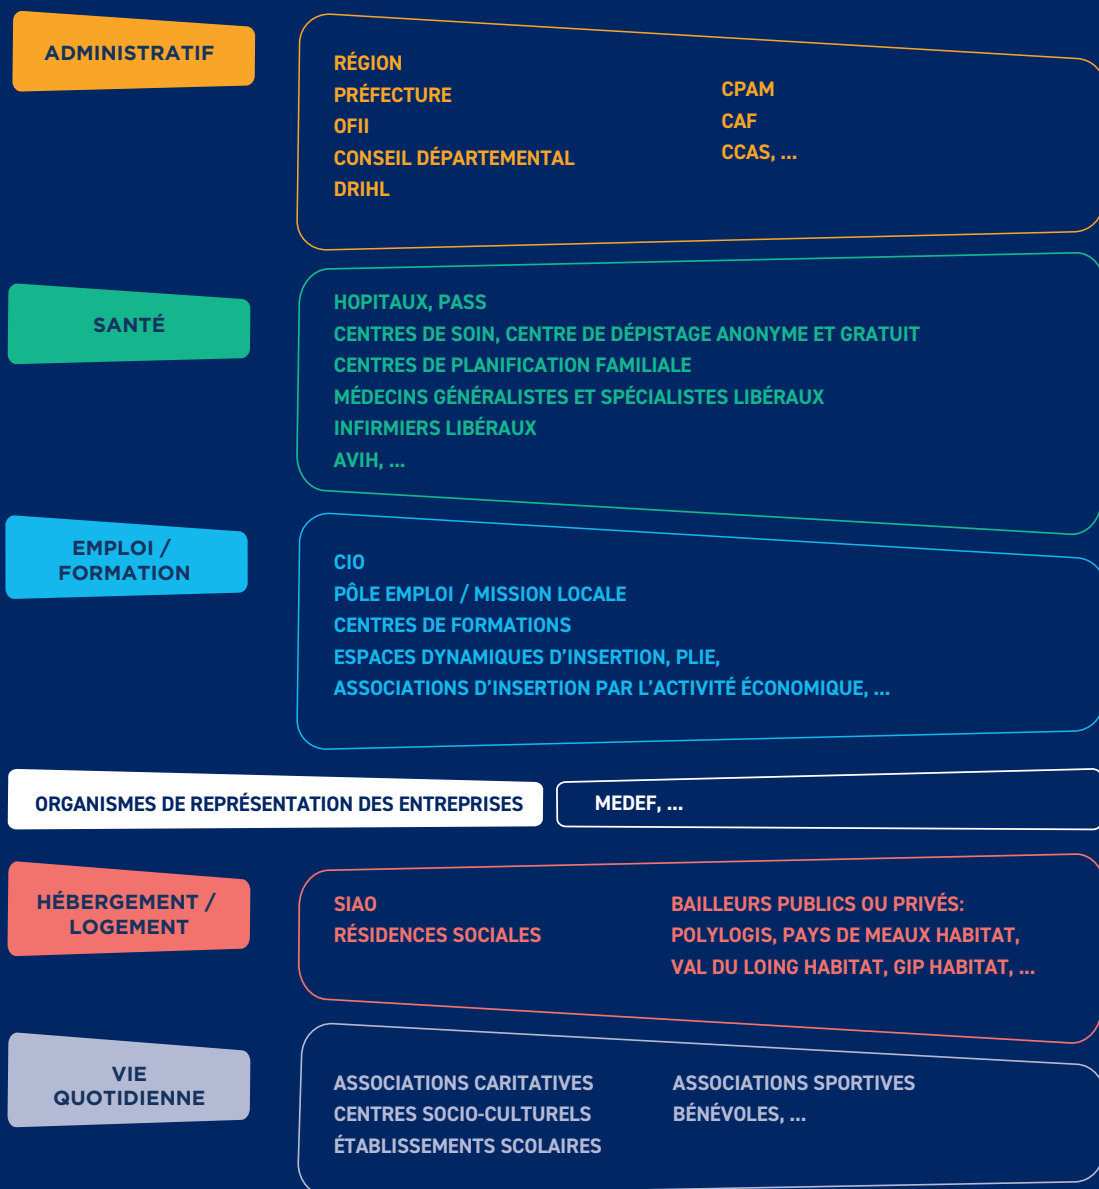 ADMINISTRATIF
RÉGION
PRÉFECTURE
OFII
CONSEIL DÉPARTEMENTAL
DRIHL
CPAM
CAF
CCAS, ...
SANTÉ
HOPITAUX, PASS
CENTRES DE SOIN, CENTRE DE DÉPISTAGE ANONYME ET GRATUIT
CENTRES DE PLANIFICATION FAMILIALE
MÉDECINS GÉNÉRALISTES ET SPÉCIALISTES LIBÉRAUX
INFIRMIERS LIBÉRAUX
AVIH, ...
EMPLOI /
FORMATION
CIO
PÔLE EMPLOI / MISSION LOCALE
CENTRES DE FORMATIONS
ESPACES DYNAMIQUES D'INSERTION, PLIE,
ASSOCIATIONS D'INSERTION PAR L'ACTIVITÉ ÉCONOMIQUE, ...
ORGANISMES DE REPRÉSENTATION DES ENTREPRISES
MEDEF, ...
HÉBERGEMENT /
LOGEMENT
SIAO
RÉSIDENCES SOCIALES
BAILLEURS PUBLICS OU PRIVÉS:
POLYLOGIS, PAYS DE MEAUX HABITAT,
VAL DU LOING HABITAT, GIP HABITAT, ...
VIE
QUOTIDIENNE
ASSOCIATIONS CARITATIVES
CENTRES SOCIO-CULTURELS
ÉTABLISSEMENTS SCOLAIRES
ASSOCIATIONS SPORTIVES
BÉNÉVOLES, ...